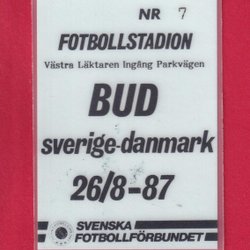 NR 7
FOTBOLLSTADION
Västra Läktaren Ingång Parkvägen
BUD
sverige-danmark
26/8-87
SVENSKA
FOTBOLLFÖRBUNDET